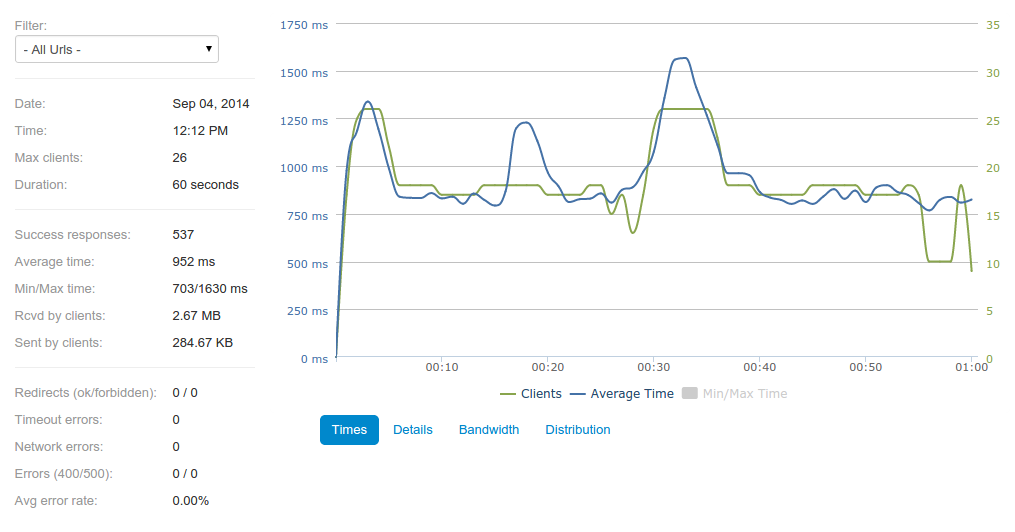 Filter:
- All Urls -
Date: Sep 04, 2014
Time: 12:12 PM
Max clients: 26
Duration: 60 seconds
Success responses: 537
Average time: 952 ms
Min/Max time: 703/1630 ms
Rcvd by clients: 2.67 MB
Sent by clients: 284.67 KB
Redirects (ok/forbidden): 0 / 0
Timeout errors: 0
Network errors: 0
Errors (400/500): 0 / 0
Avg error rate: 0.00%
1750 ms 35
1500 ms 30
1250 ms 25
1000 ms 20
750 ms 15
500 ms 10
250 ms 5
0 ms 0
00:10 00:20 00:30 00:40 00:50 01:00
Clients Average Time Min/Max Time
Times Details Bandwidth Distribution